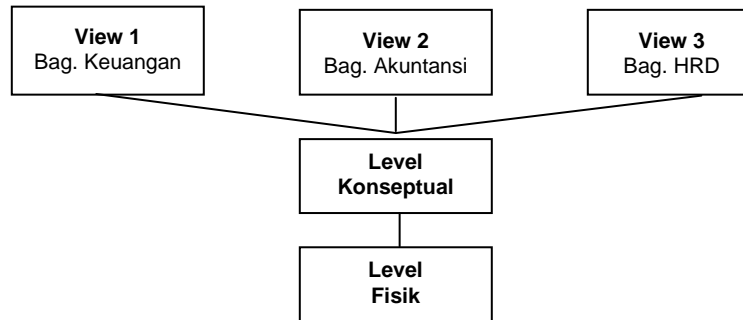 View 1
Bag. Keuangan
View 2
Bag. Akuntansi
View 3
Bag. HRD
Level
Konseptual
Level
Fisik